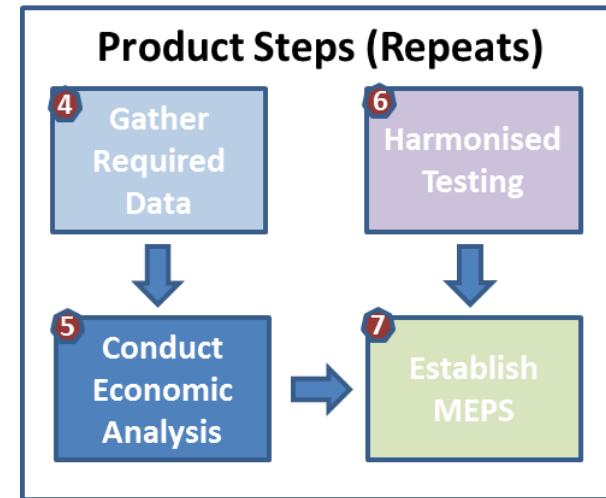 Product Steps (Repeats)
4
Gather
Required
Data
6
Harmonised
Testing
5
Conduct
Economic
Analysis
7
Establish
MEPS